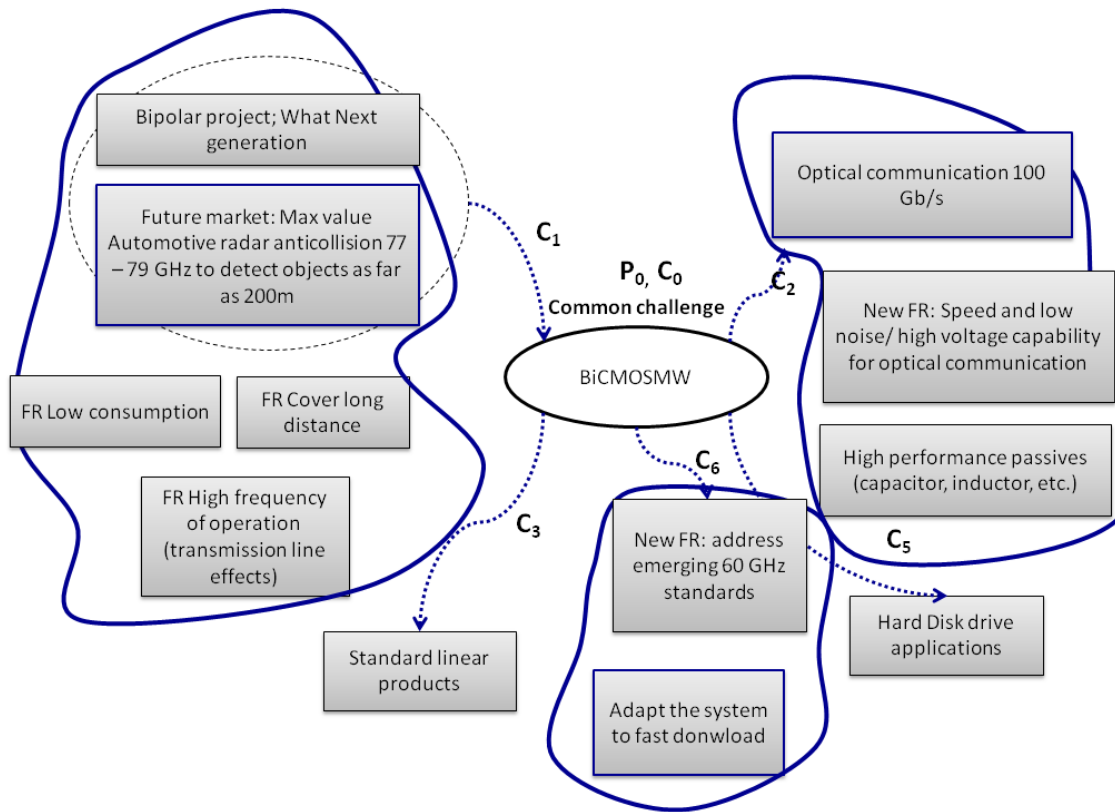 Bipolar project; What Next
generation
Future market: Max value
Automotive radar anticollision 77
– 79 GHz to detect objects as far
as 200m
FR Low consumption
FR Cover long
distance
FR High frequency
of operation
(transmission line
effects)
C1
P0, C0
Common challenge
BiCMOSMW
C2
C3
C6
C5
Optical communication 100
Gb/s
New FR: Speed and low
noise/ high voltage capability
for optical communication
High performance passives
(capacitor, inductor, etc.)
New FR: address
emerging 60 GHz
standards
Adapt the system
to fast donwload
Standard linear
products
Hard Disk drive
applications